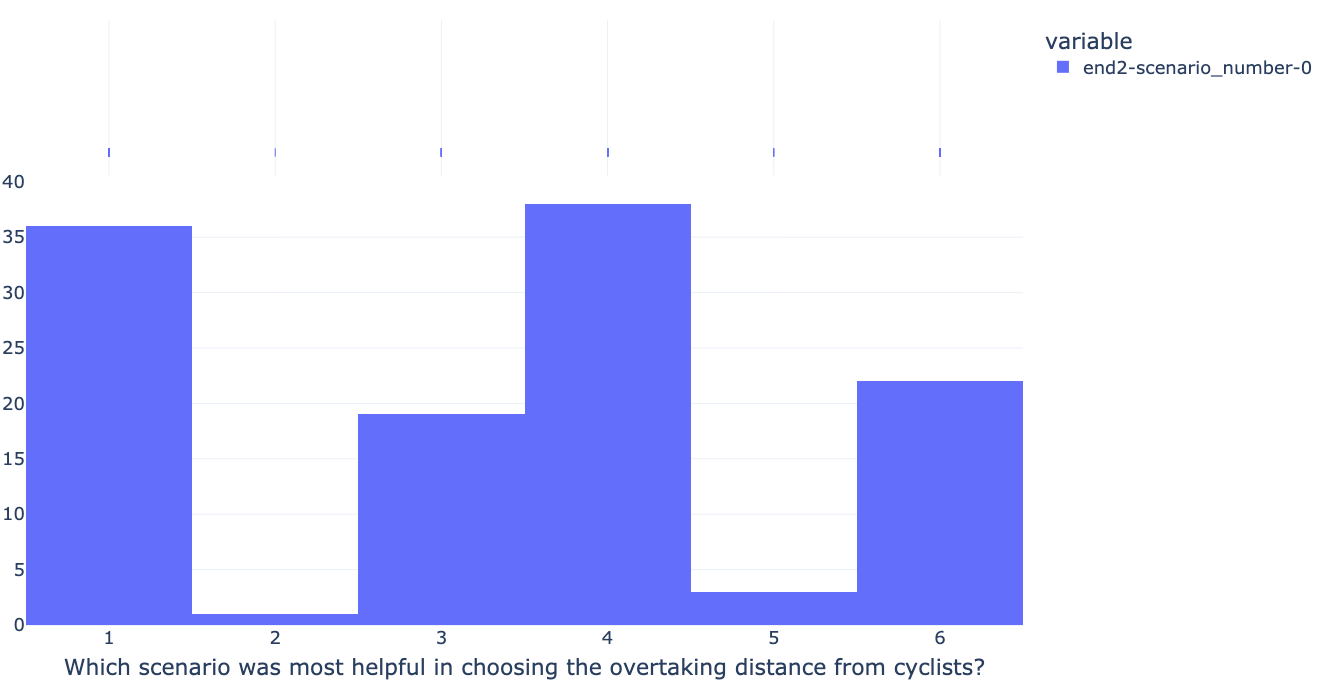 variable
end2-scenario_number-0
40
35
30
25
20
15
10
5
0
1 2 3 4 5 6
Which scenario was most helpful in choosing the overtaking distance from cyclists?